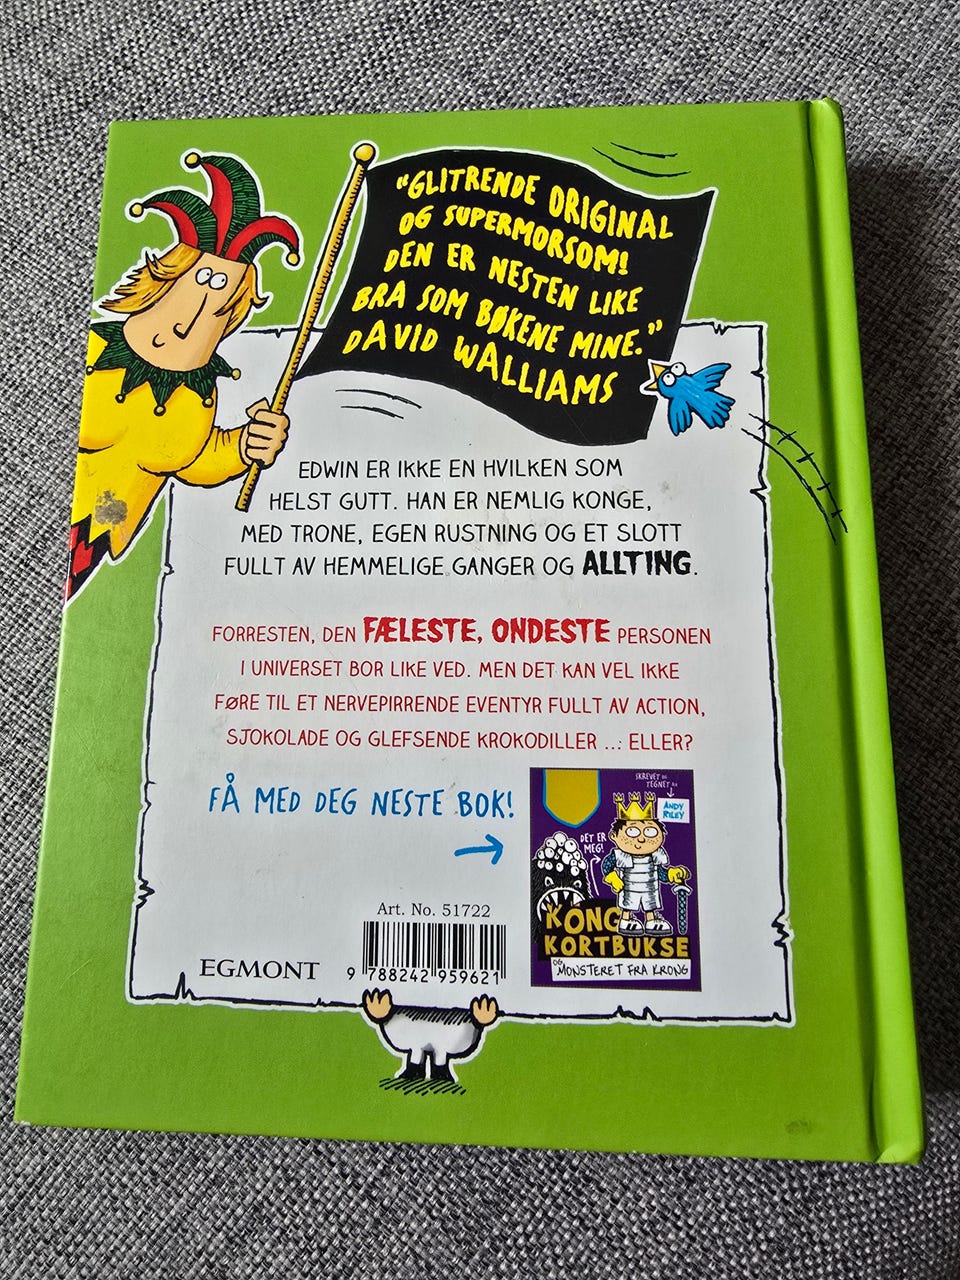 "GLITRENDE ORIGINAL
OG SUPERMORSOM!
DEN ER NESTEN LIKE
BRA SOM BØKENE MINE."
DAVID WALLIAMS
EDWIN ER IKKE EN HVILKEN SOM
HELST GUTT. HAN ER NEMLIG KONGE,
MED TRONE, EGEN RUSTNING OG ET SLOTT
FULLT AV HEMMELIGE GANGER OG ALLTING.
FORRESTEN, DEN FÆLESTE, ONDESTE PERSONEN
I UNIVERSET BOR LIKE VED. MEN DET KAN VEL IKKE
FØRE TIL ET NERVEPIRRENDE EVENTYR FULLT AV ACTION,
SJOKOLADE OG GLEFSENDE KROKODILLER ... ELLER?
FÅ MED DEG NESTE BOK!
SKREVET OG
TEGNET AV
ANDY
RILEY
DET ER
MEG!
KONG
KORTBUKSE
OG
MONSTERET FRA KRONG
Art. No. 51722
EGMONT
9 788242 959621